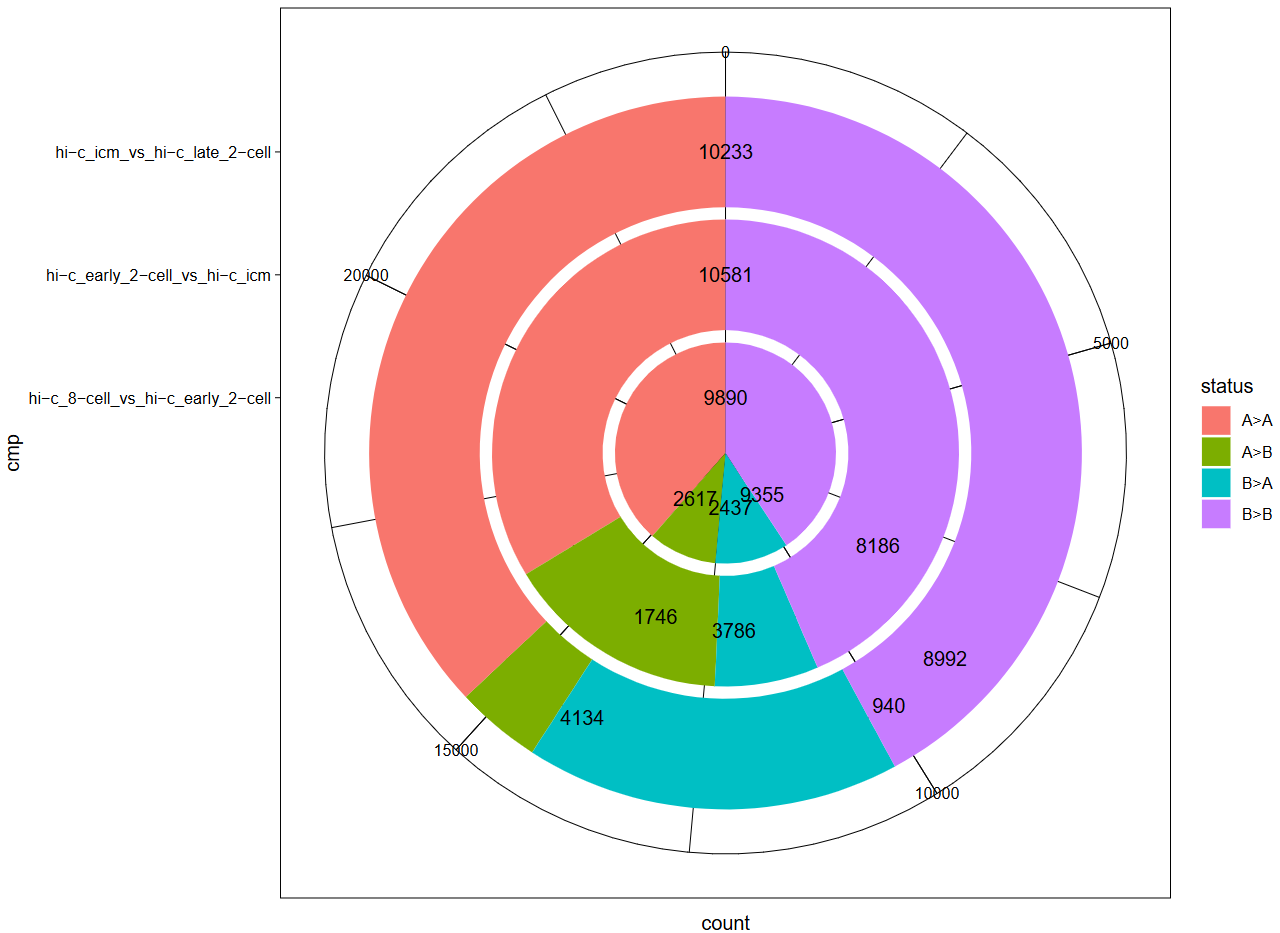 0
hi−c_icm_vs_hi−c_late_2−cell
10233
hi−c_early_2−cell_vs_hi−c_icm
20000
10581
5000
hi−c_8−cell_vs_hi−c_early_2−cell
9890
status
A>A
A>B
B>A
B>B
cmp
2617
2437
9355
8186
1746
3786
8992
940
4134
15000
10000
count